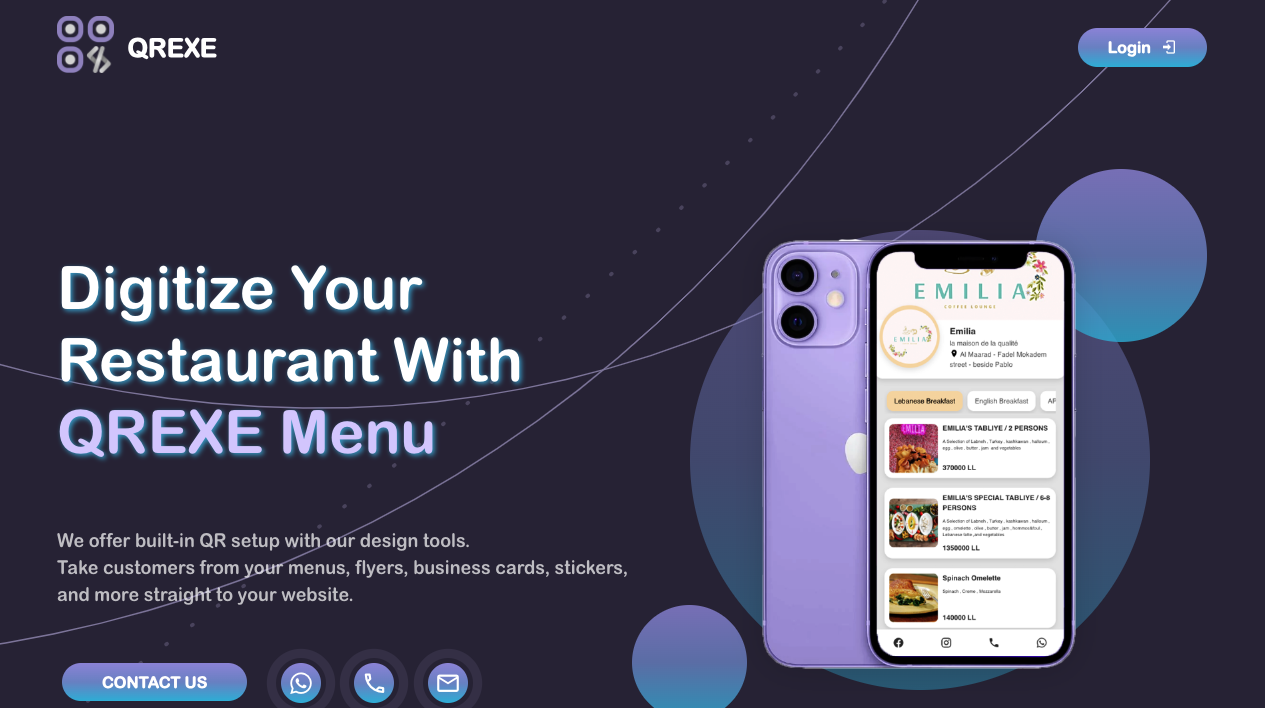 QREXE
Login
Digitize Your
Restaurant With
QREXE Menu
We offer built-in QR setup with our design tools.
Take customers from your menus, flyers, business cards, stickers,
and more straight to your website.
CONTACT US
EMILIA
COFFEE LOUNGE
EMILIA
Emilia
la maison de la qualité
Al Maarad - Fadel Mokadem
street - beside Pablo
Lebanese Breakfast
English Breakfast
EMILIA
EMILIA'S TABLIYE / 2 PERSONS
A Selection of Labneh , Turkey , kashkawan , halloum ,
egg , olive , butter , jam and vegetables
370000 LL
EMILIA'S SPECIAL TABLIYE / 6-8
PERSONS
A Selection of Labneh , Turkey , kashkawan , halloum ,
egg , omelette , olive , butter , jam , hommos&foul ,
Lebanese bite ,and vegetables
1350000 LL
Spinach Omelette
Spinach , Creme , Mozzarella
140000 LL